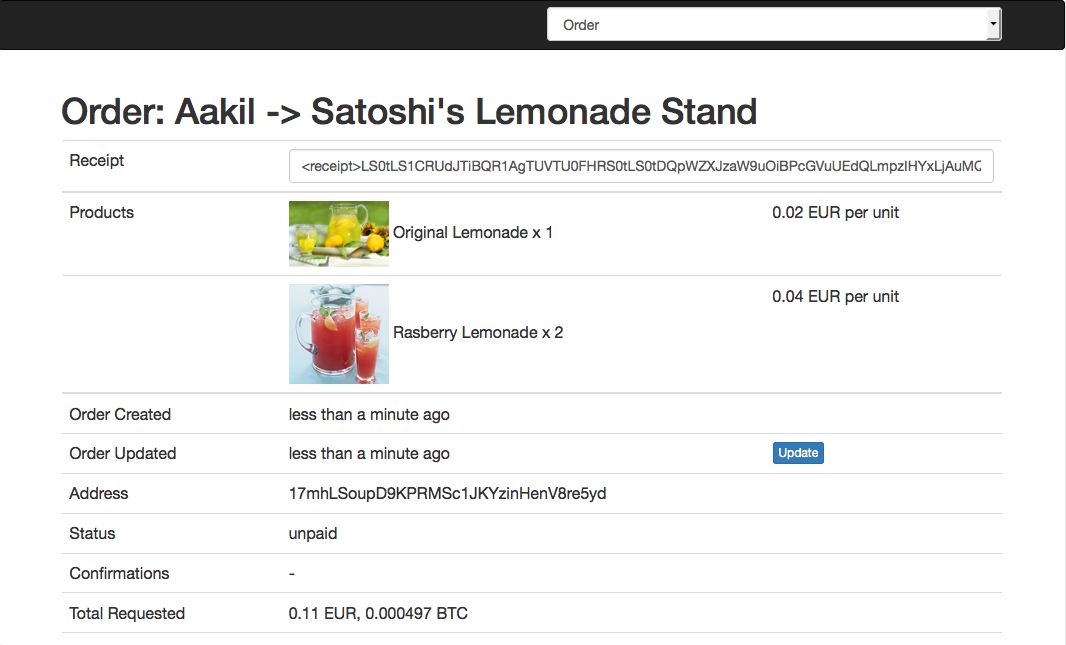 Order
Order: Aakil -> Satoshi's Lemonade Stand
Receipt <receipt>LS0tLS1CRUdJTiBQR1AgTUVTU0FHRS0tLS0tDQpWZXJzaW9uOiBPcGVuUEdQLmpzIHYxLjAuMC
Products Original Lemonade x 1 0.02 EUR per unit
Rasberry Lemonade x 2 0.04 EUR per unit
Order Created less than a minute ago
Order Updated less than a minute ago Update
Address 17mhLSoupD9KPRMSc1JKYzinHenV8re5yd
Status unpaid
Confirmations -
Total Requested 0.11 EUR, 0.000497 BTC